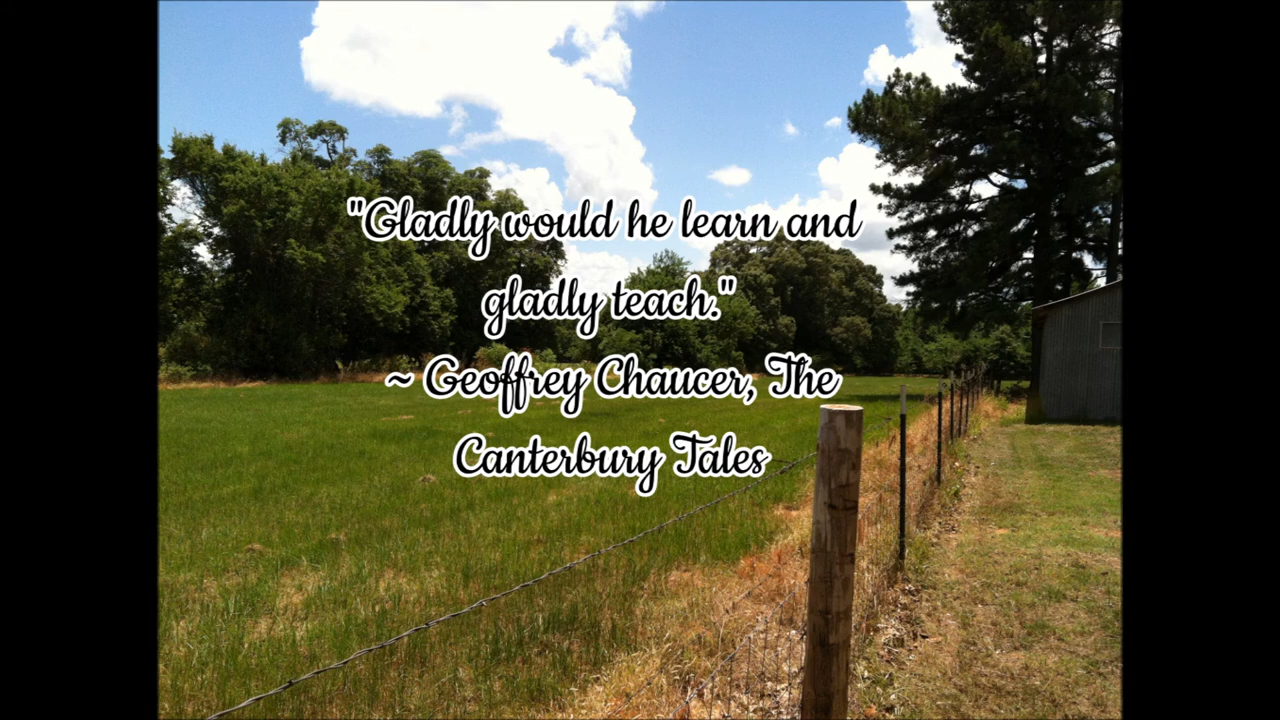 "Gladly would he learn and
gladly teach."
~ Geoffrey Chaucer, The
Canterbury Tales